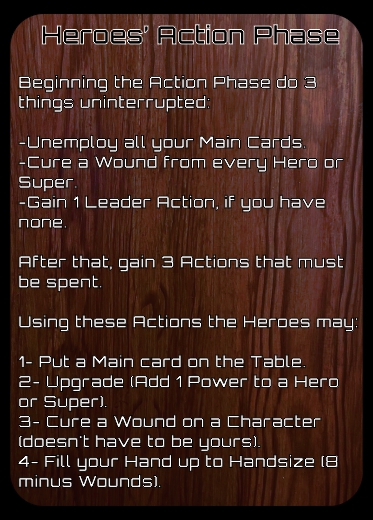 Heroes' Action Phase
Beginning the Action Phase do 3
things uninterrupted:
-Unemploy all your Main Cards.
-Cure a Wound from every Hero or
Super.
-Gain 1 Leader Action, if you have
none.
After that, gain 3 Actions that must
be spent.
Using these Actions the Heroes may:
1- Put a Main card on the Table.
2- Upgrade (Add 1 Power to a Hero
or Super).
3- Cure a Wound on a Character
(doesn't have to be yours).
4- Fill your Hand up to Handsize (8
minus Wounds).